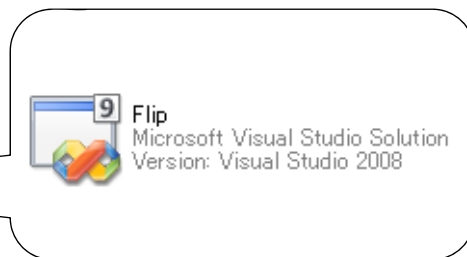 9
Flip
Microsoft Visual Studio Solution
Version: Visual Studio 2008